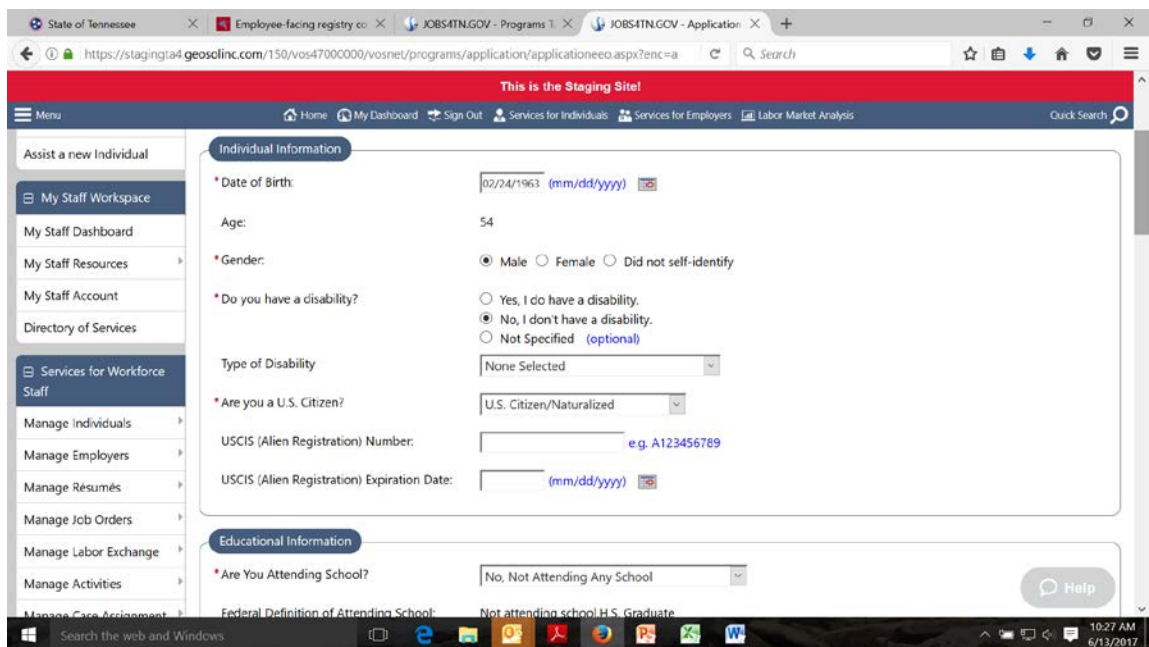 State of Tennessee
Employee-facing registry co
JOBS4TN.GOV - Programs
JOBS4TN.GOV - Application
https://stagingta4.geosolinc.com/150/vos47000000/vosnet/programs/application/applicationeeo.aspx?enc=a
Search
This is the Staging Site!
Menu
Home My Dashboard Sign Out Services for Individuals Services for Employers Labor Market Analysis
Quick Search
Assist a new Individual
My Staff Workspace
My Staff Dashboard
My Staff Resources
My Staff Account
Directory of Services
Services for Workforce
Staff
Manage Individuals
Manage Employers
Manage Résumés
Manage Job Orders
Manage Labor Exchange
Manage Activities
Manage Case Assignment
Individual Information
* Date of Birth: 02/24/1963 (mm/dd/yyyy)
Age: 54
* Gender: Male Female Did not self-identify
* Do you have a disability? Yes, I do have a disability.
No, I don't have a disability.
Not Specified (optional)
Type of Disability None Selected
* Are you a U.S. Citizen? U.S. Citizen/Naturalized
USCIS (Alien Registration) Number: e.g. A123456789
USCIS (Alien Registration) Expiration Date: (mm/dd/yyyy)
Educational Information
* Are You Attending School? No, Not Attending Any School
Federal Definition of Attending School: Not attending school H.S. Graduate
Help
Search the web and Windows
10:27 AM
6/13/2017